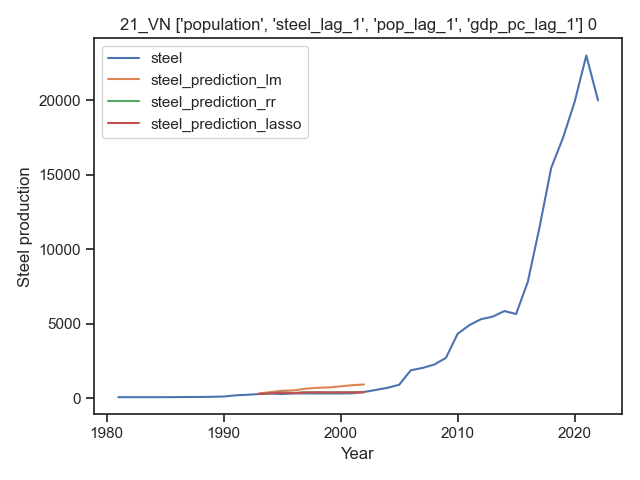 21_VN ['population', 'steel_lag_1', 'pop_lag_1', 'gdp_pc_lag_1'] 0
steel
steel_prediction_lm
steel_prediction_rr
steel_prediction_lasso
Steel production
20000
15000
10000
5000
0
1980
1990
2000
2010
2020
Year